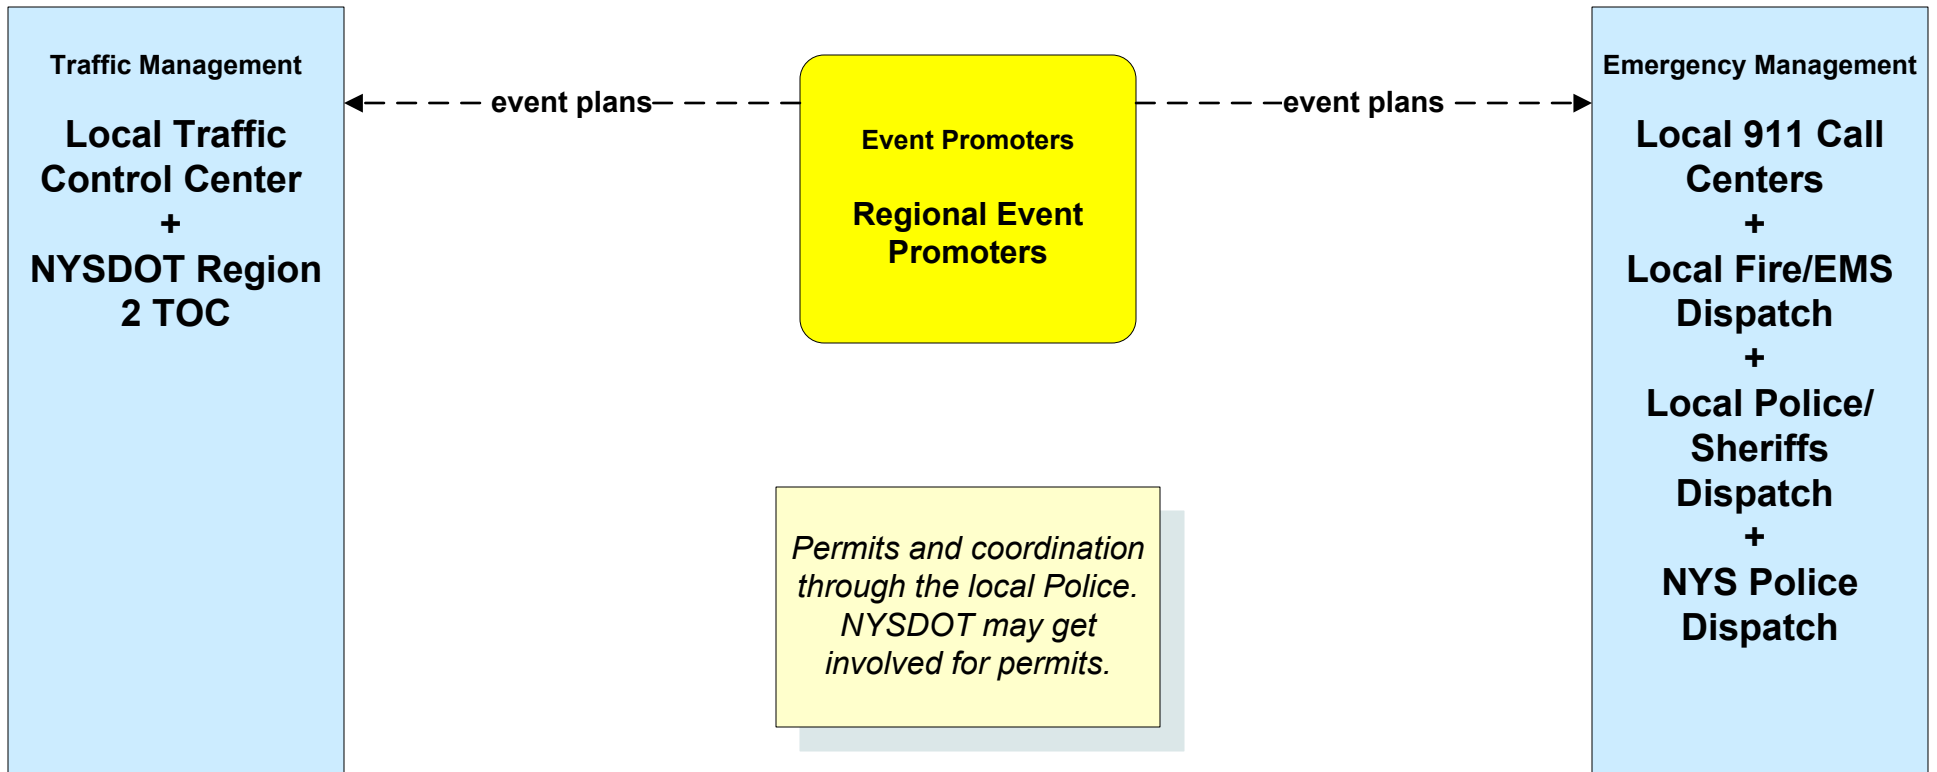 Traffic Management
Local Traffic
Control Center
+
NYSDOT Region
2 TOC
event plans
Event Promoters
Regional Event
Promoters
event plans
Emergency Management
Local 911 Call
Centers
+
Local Fire/EMS
Dispatch
+
Local Police/
Sheriffs
Dispatch
+
NYS Police
Dispatch
Permits and coordination
through the local Police.
NYSDOT may get
involved for permits.